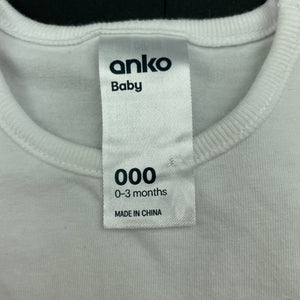 anko
Baby
000
0-3 months
MADE IN CHINA